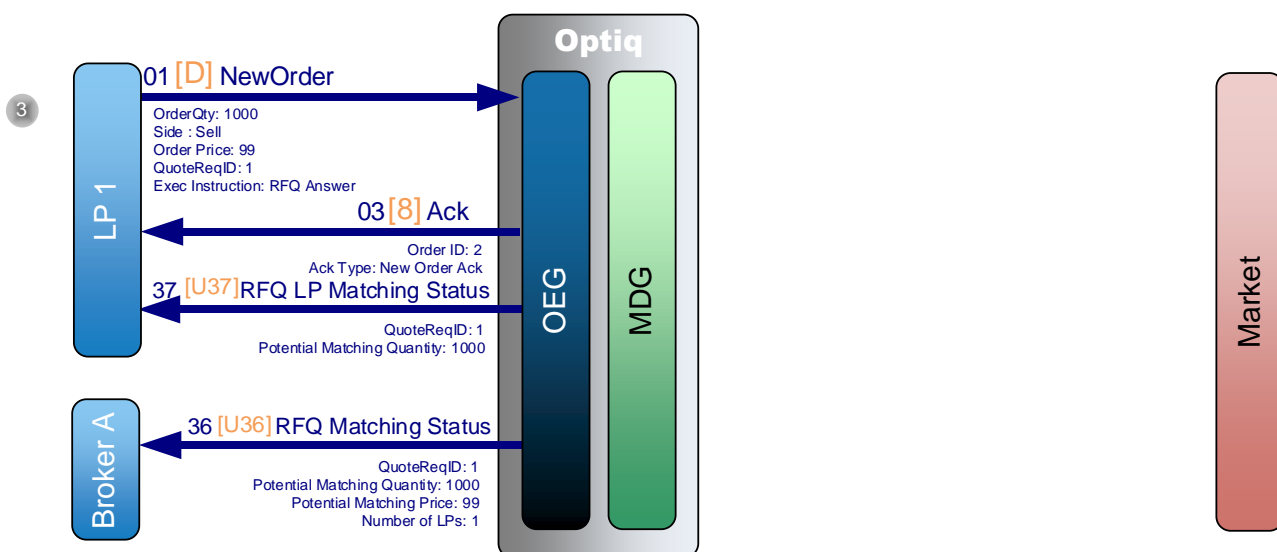 Optiq
01 [D] NewOrder
3
OrderQty: 1000
Side : Sell
Order Price: 99
QuoteReqID: 1
Exec Instruction: RFQ Answer
LP 1
03 [8] Ack
Order ID: 2
Ack Type: New Order Ack
37 [U37]RFQ LP Matching Status
QuoteReqID: 1
Potential Matching Quantity: 1000
OEG
MDG
Market
Broker A
36 [U36] RFQ Matching Status
QuoteReqID: 1
Potential Matching Quantity: 1000
Potential Matching Price: 99
Number of LPs: 1